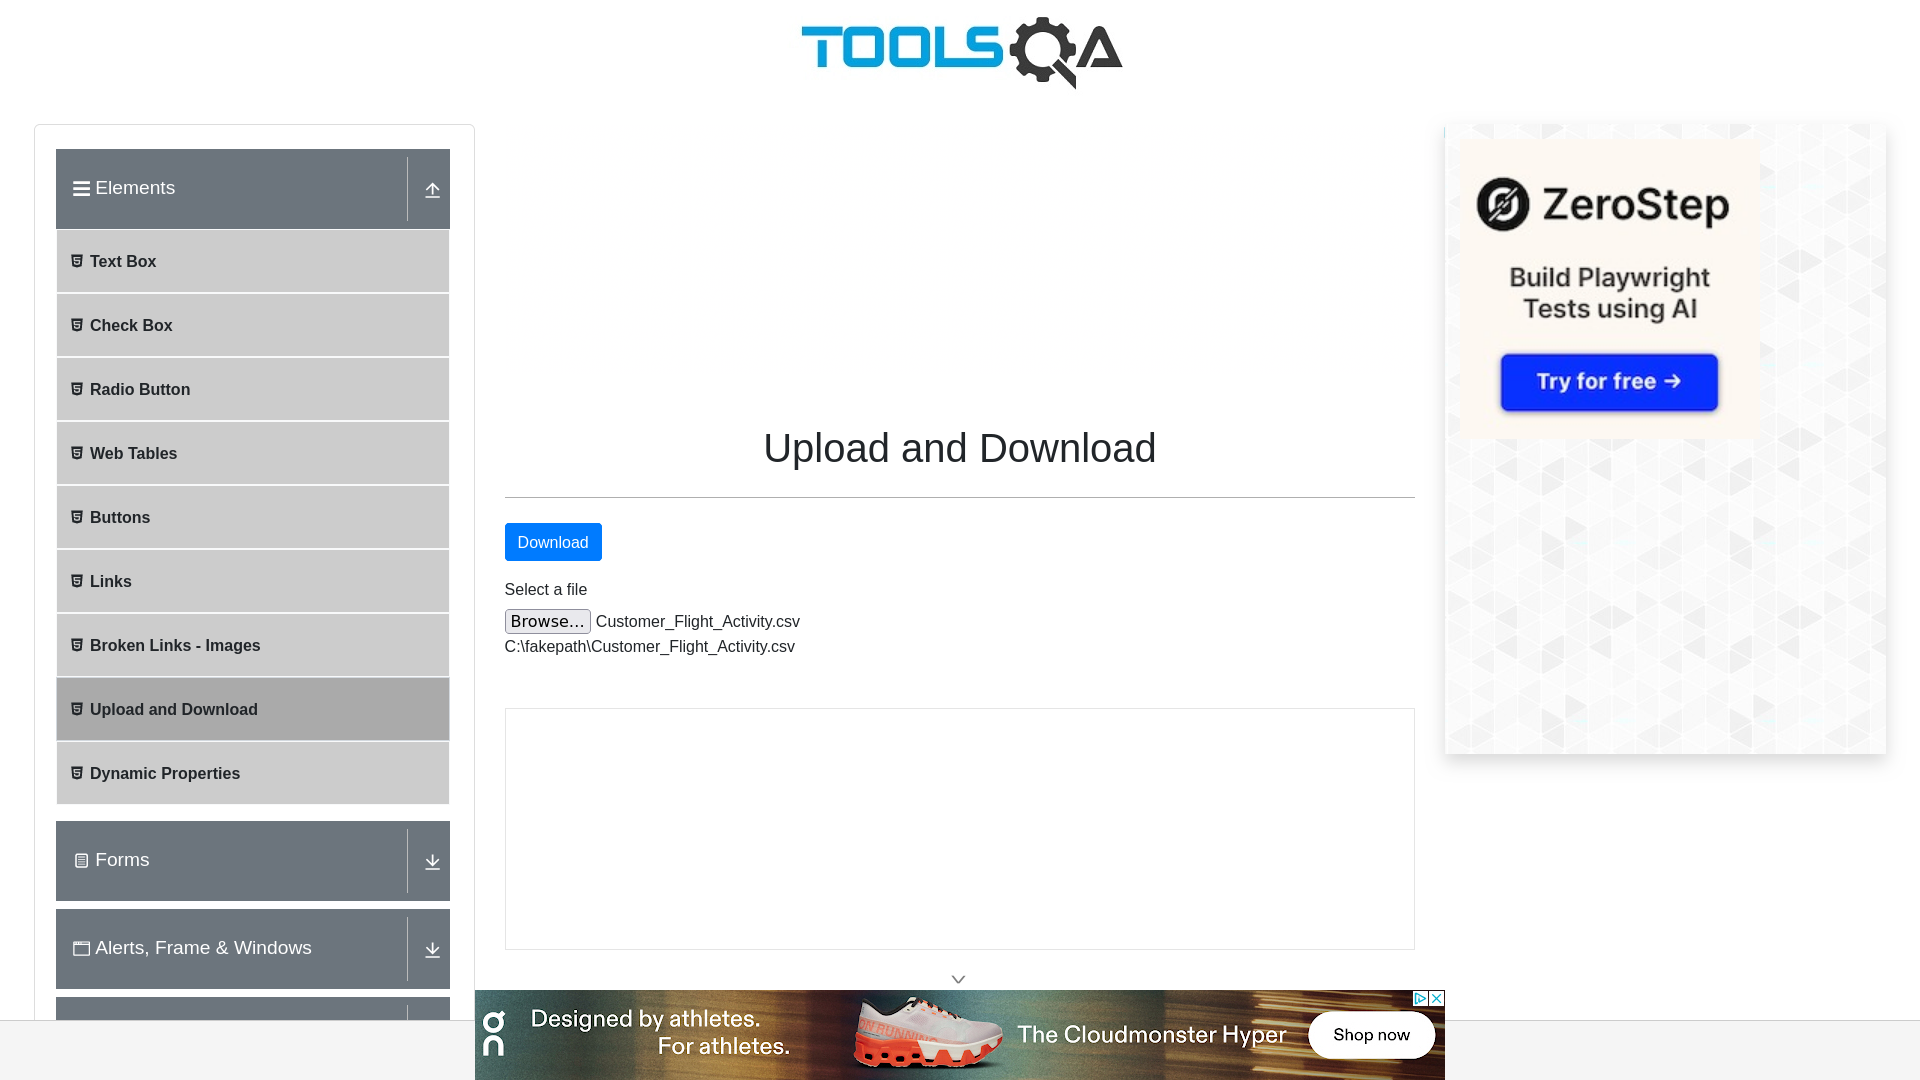 TOOLSQA
Elements
Text Box
Check Box
Radio Button
Web Tables
Buttons
Links
Broken Links - Images
Upload and Download
Dynamic Properties
Forms
Alerts, Frame & Windows
Upload and Download
Download
Select a file
Browse... Customer_Flight_Activity.csv
C:\fakepath\Customer_Flight_Activity.csv
ZeroStep
Build Playwright
Tests using AI
Try for free →
Designed by athletes.
For athletes.
ON RUNNING
The Cloudmonster Hyper
Shop now